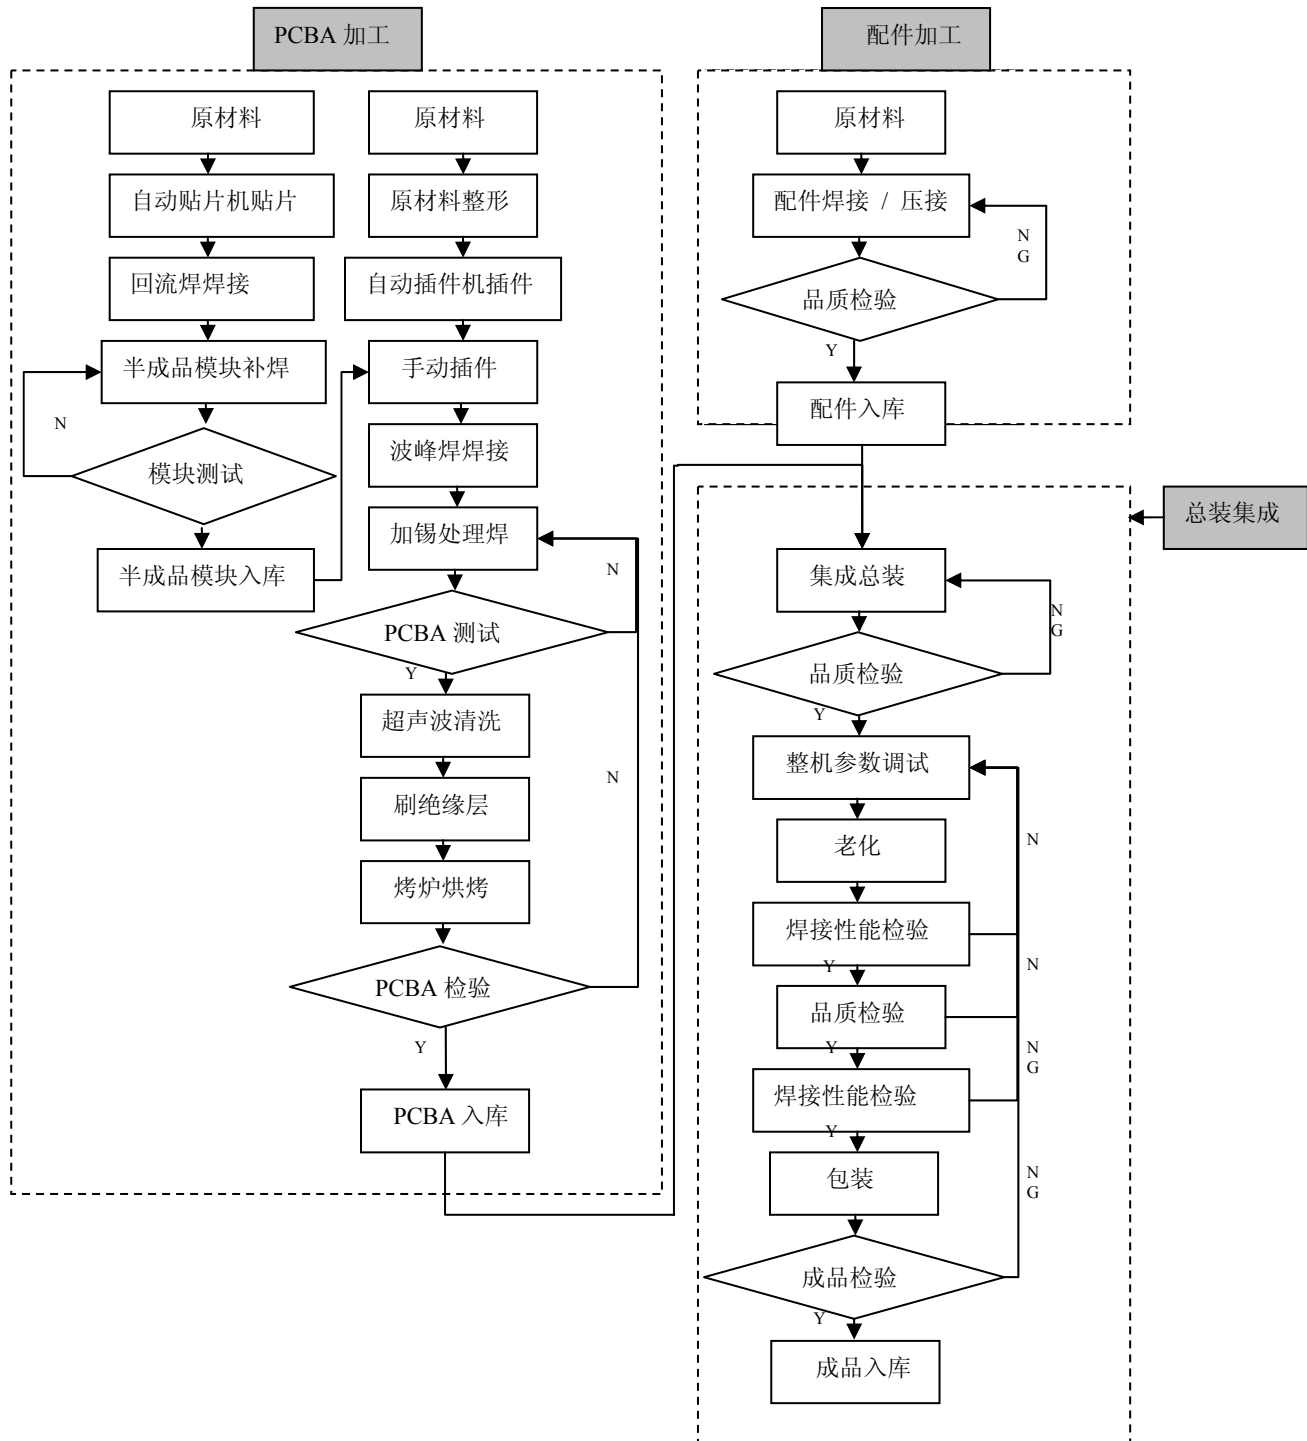 PCBA 加工
原材料
自动贴片机贴片
回流焊焊接
半成品模块补焊
N
模块测试
半成品模块入库
原材料
原材料整形
自动插件机插件
手动插件
波峰焊焊接
加锡处理焊
N
PCBA 测试
Y
超声波清洗
N
刷绝缘层
烤炉烘烤
PCBA 检验
Y
PCBA 入库
配件加工
原材料
配件焊接 / 压接
N
G
品质检验
Y
配件入库
总装集成
集成总装
N
G
品质检验
Y
整机参数调试
N
老化
焊接性能检验
Y
N
品质检验
Y
N
G
焊接性能检验
Y
包装
N
G
成品检验
Y
成品入库